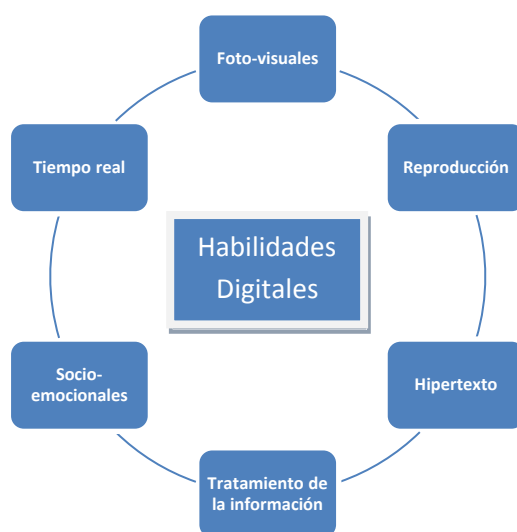 Foto-visuales
Tiempo real
Reproducción
Habilidades
Digitales
Socio-
emocionales
Hipertexto
Tratamiento de
la información